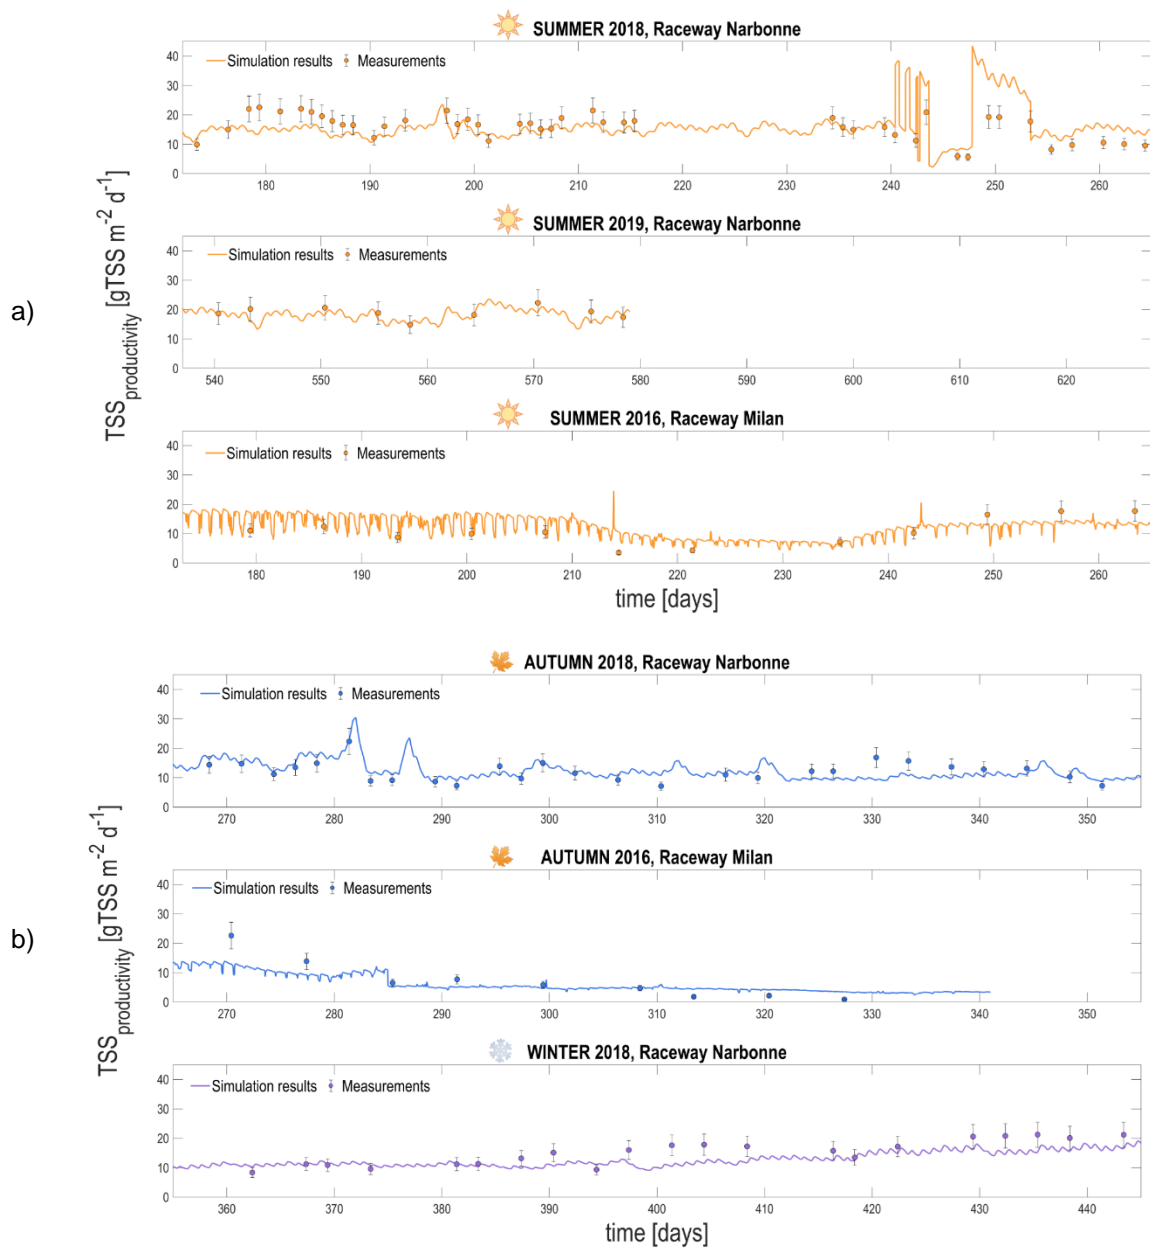 SUMMER 2018, Raceway Narbonne
Simulation results Measurements
40
30
20
10
0
180 190 200 210 220 230 240 250 260
SUMMER 2019, Raceway Narbonne
Simulation results Measurements
40
30
20
10
0
540 550 560 570 580 590 600 610 620
a)
TSSproductivity [gTSS m-2 d-1]
SUMMER 2016, Raceway Milan
Simulation results Measurements
40
30
20
10
0
180 190 200 210 220 230 240 250 260
time [days]
AUTUMN 2018, Raceway Narbonne
Simulation results Measurements
40
30
20
10
0
270 280 290 300 310 320 330 340 350
AUTUMN 2016, Raceway Milan
Simulation results Measurements
40
30
20
10
0
270 280 290 300 310 320 330 340 350
b)
TSSproductivity [gTSS m-2 d-1]
WINTER 2018, Raceway Narbonne
Simulation results Measurements
40
30
20
10
0
360 370 380 390 400 410 420 430 440
time [days]